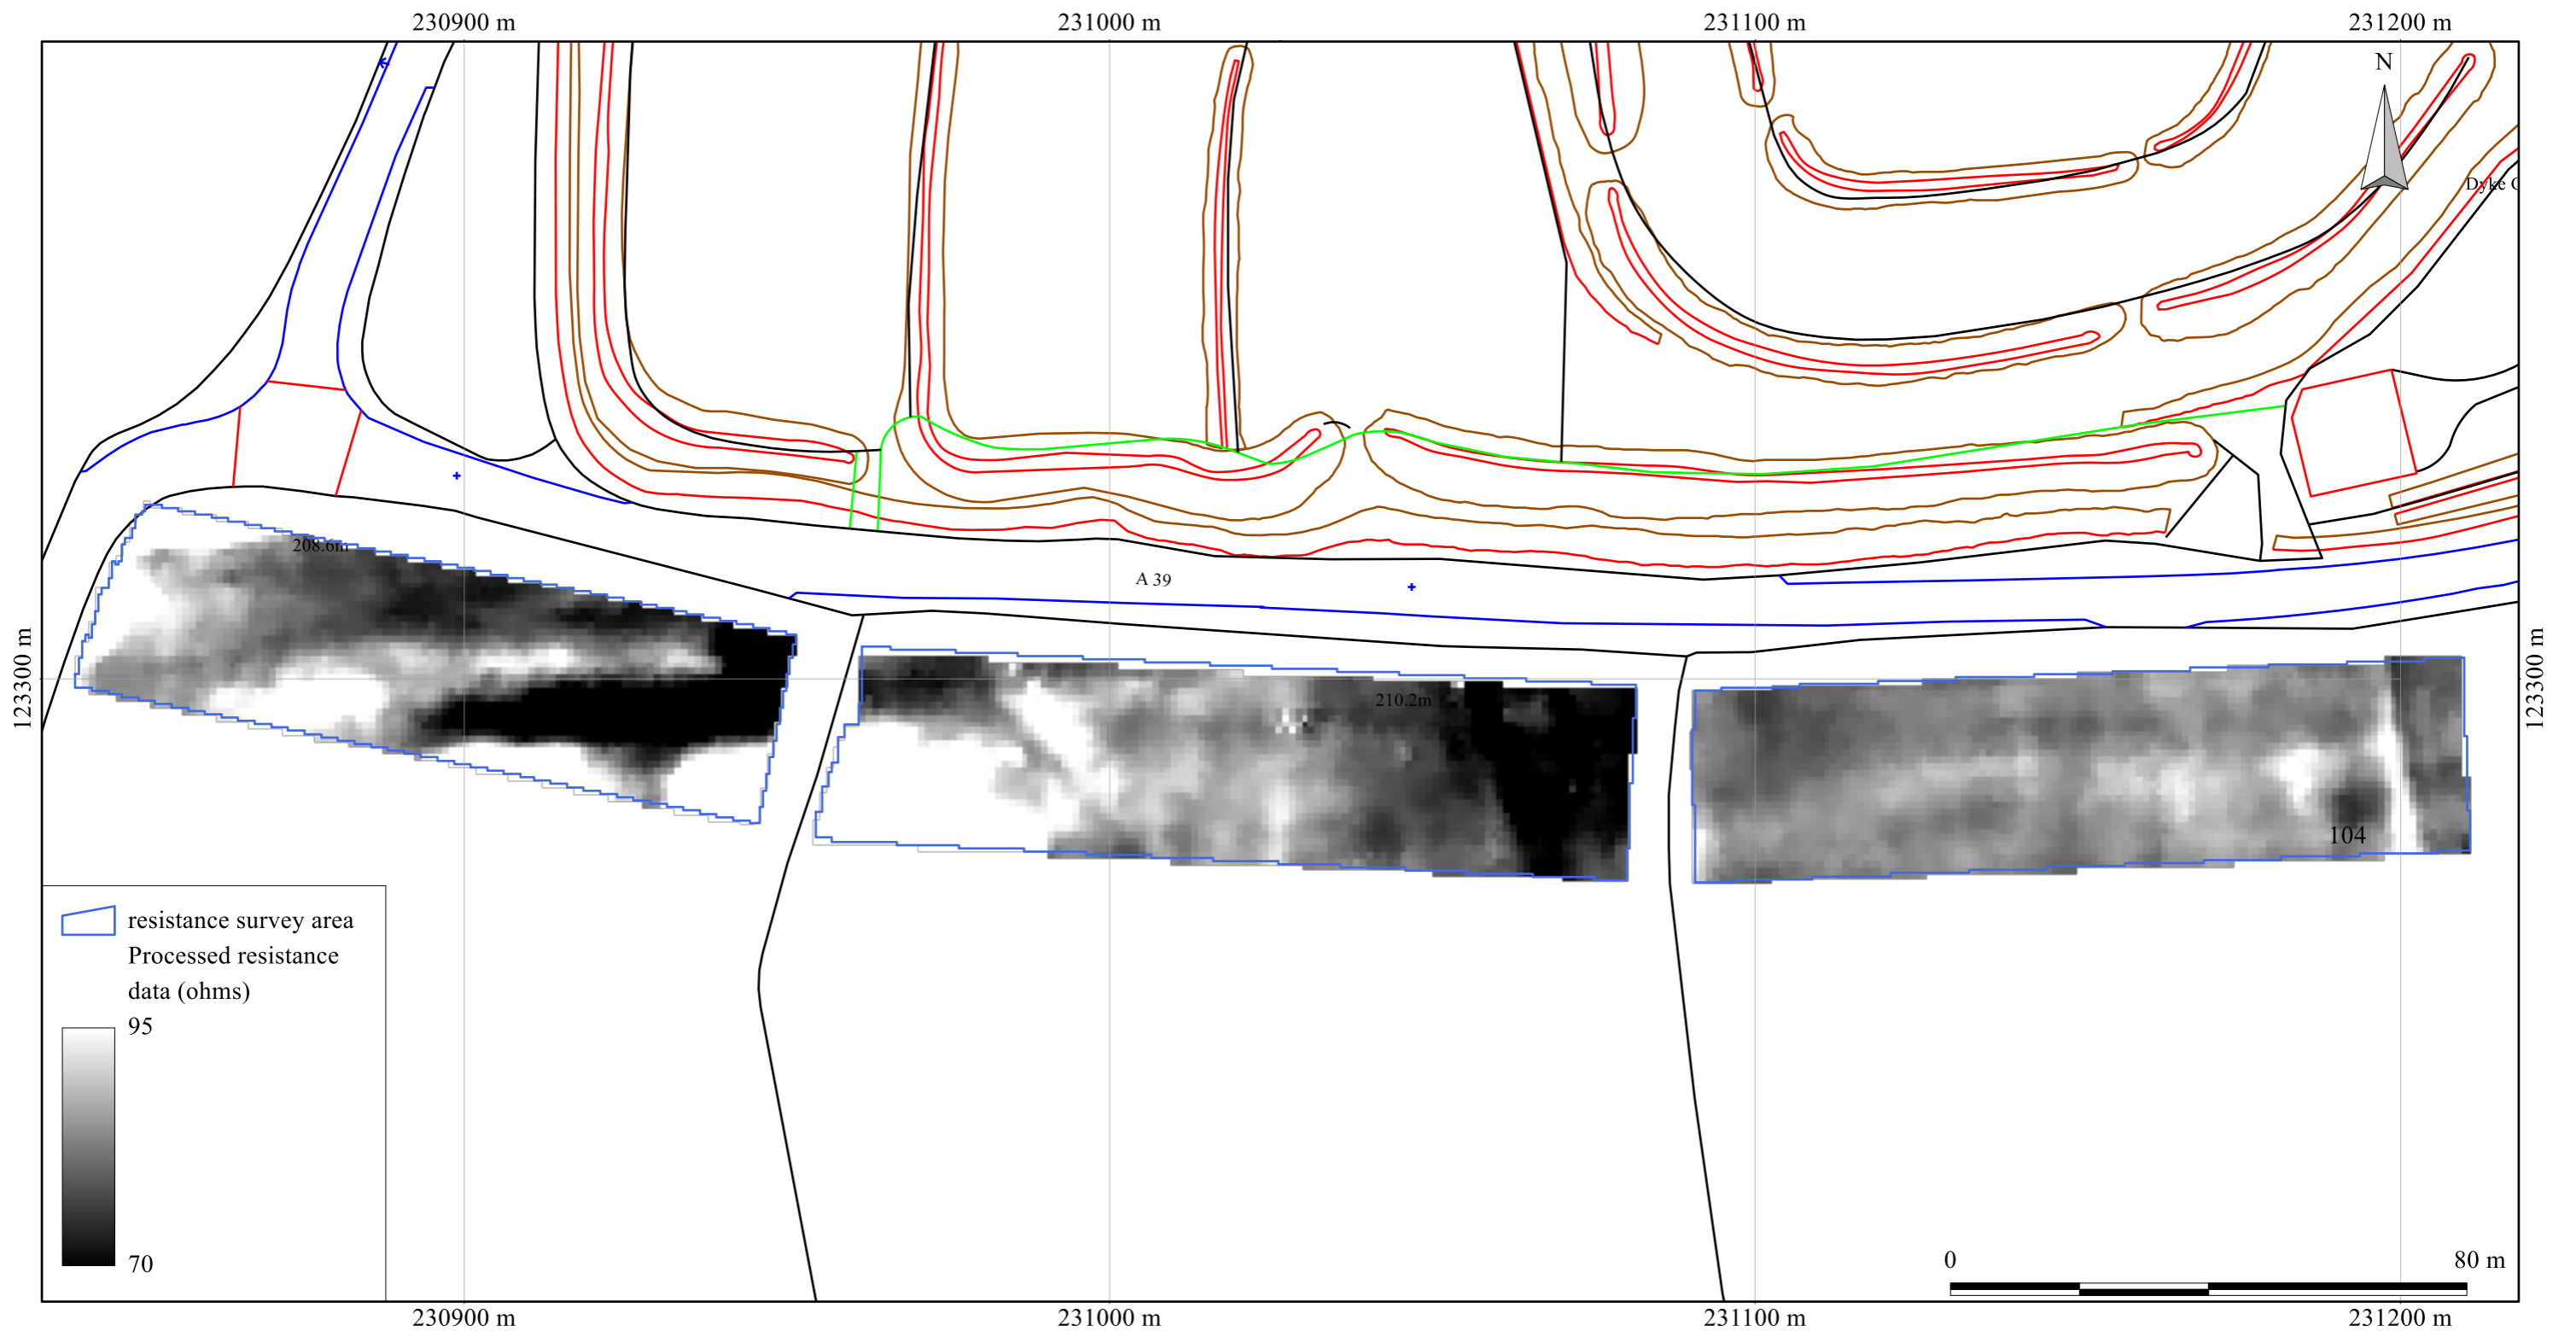 230900 m
231000 m
231100 m
231200 m
N
Dyke
208.6m
A 39
123300 m
123300 m
210.2m
104
resistance survey area
Processed resistance
data (ohms)
95
70
0
80 m
230900 m
231000 m
231100 m
231200 m